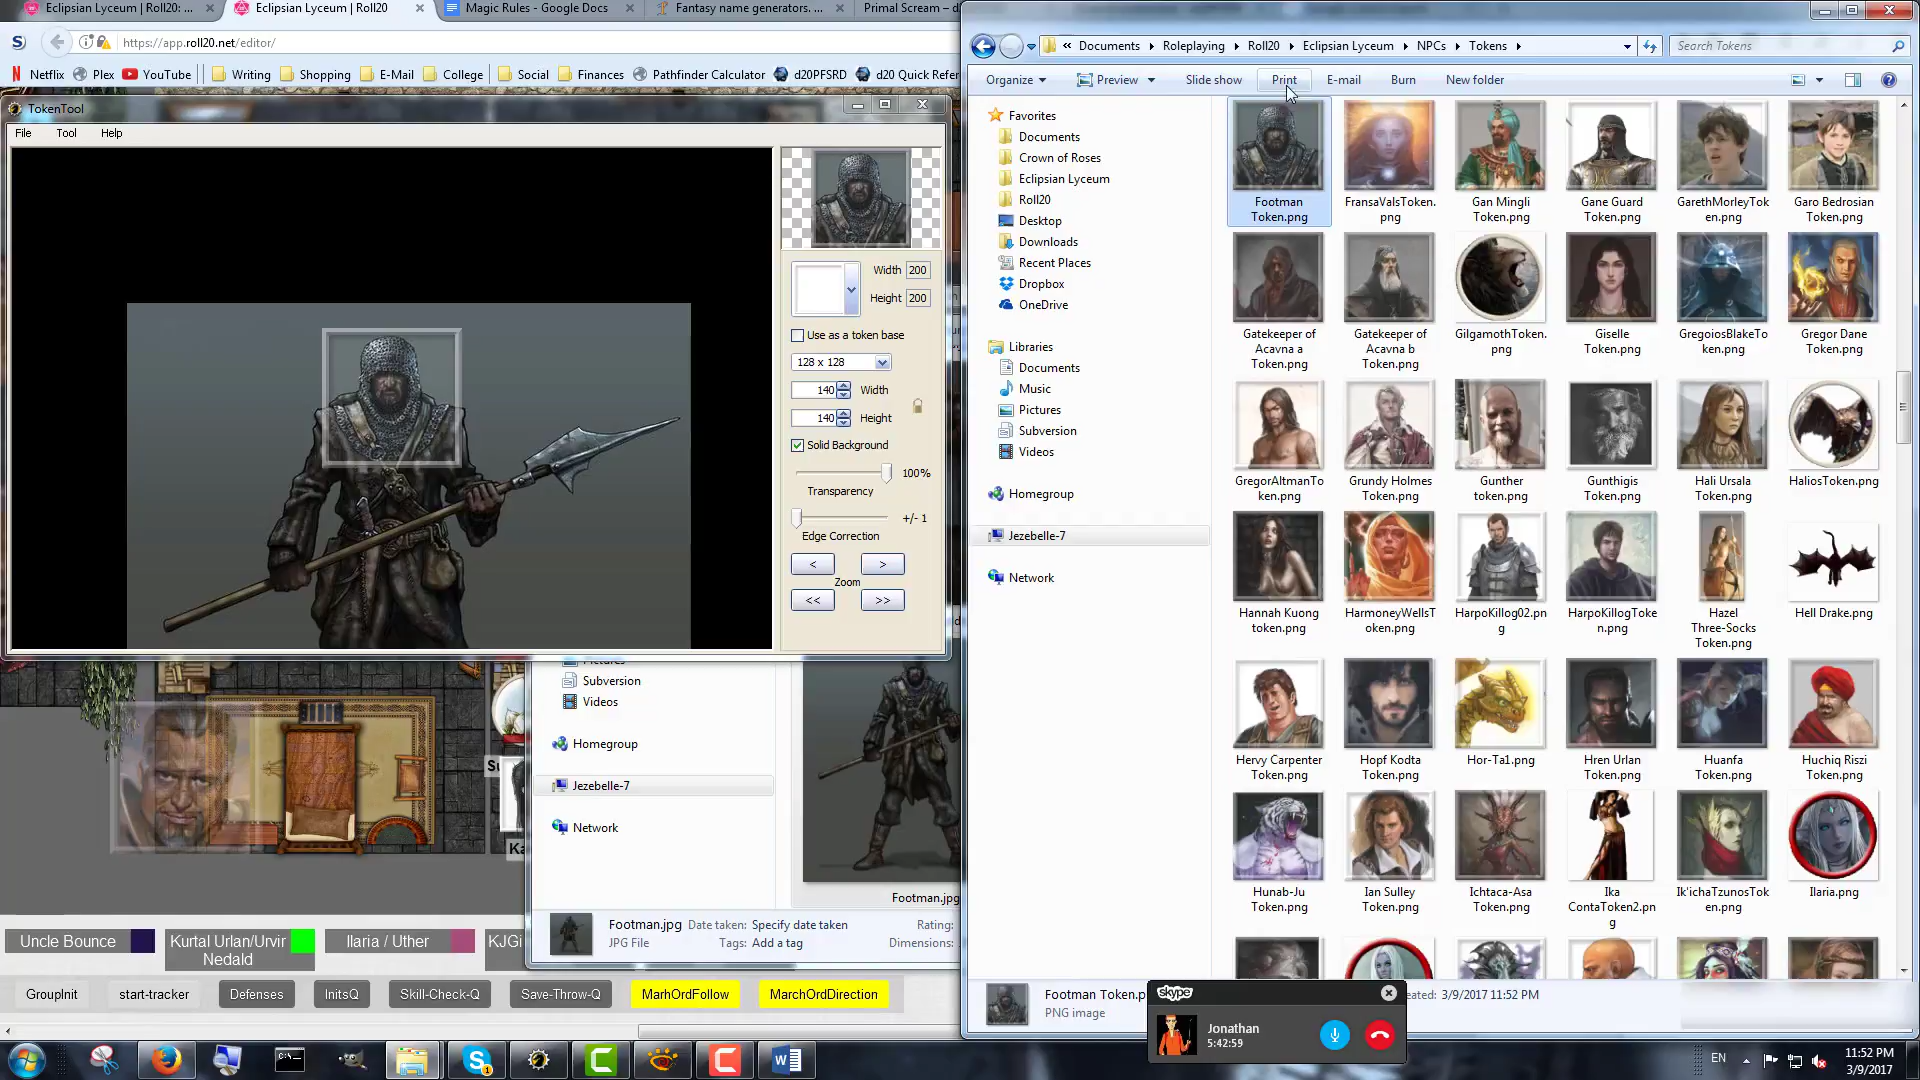 Eclipsian Lyceum | Roll20: ...
Eclipsian Lyceum | Roll20
Magic Rules - Google Docs
Fantasy name generators. ...
Primal Scream – d
https://app.roll20.net/editor/
Netflix
Plex
YouTube
Writing
Shopping
E-Mail
College
Social
Finances
Pathfinder Calculator
d20PFSRD
d20 Quick Refer
TokenTool
File
Tool
Help
Width 200
Height 200
Use as a token base
128 x 128
140 Width
140 Height
Solid Background
100%
Transparency
+/- 1
Edge Correction
<
>
Zoom
<<
>>
Subversion
Videos
Homegroup
Jezebelle-7
Network
Footman.jpg
Footman.jpg
Date taken: Specify date taken
Rating:
JPG File
Tags: Add a tag
Dimensions:
Uncle Bounce
Kurtal Urlan/Urvir
Nedald
Ilaria / Uther
KJGi
GroupInit
start-tracker
Defenses
InitsQ
Skill-Check-Q
Save-Throw-Q
MarhOrdFollow
MarchOrdDirection
«
Documents
Roleplaying
Roll20
Eclipsian Lyceum
NPCs
Tokens
Search Tokens
Organize
Preview
Slide show
Print
E-mail
Burn
New folder
Favorites
Documents
Crown of Roses
Eclipsian Lyceum
Roll20
Desktop
Downloads
Recent Places
Dropbox
OneDrive
Libraries
Documents
Music
Pictures
Subversion
Videos
Homegroup
Jezebelle-7
Network
Footman
Token.png
FransaValsToken.
png
Gan Mingli
Token.png
Gane Guard
Token.png
GarethMorleyTok
en.png
Garo Bedrosian
Token.png
Gatekeeper of
Acavna a
Token.png
Gatekeeper of
Acavna b
Token.png
GilgamothToken.
png
Giselle
Token.png
GregoiosBlakeTo
ken.png
Gregor Dane
Token.png
GregorAltmanTo
ken.png
Grundy Holmes
Token.png
Gunther
token.png
Gunthigis
Token.png
Hali Ursala
Token.png
HaliosToken.png
Hannah Kuong
token.png
HarmoneyWellsT
oken.png
HarpoKillog02.pn
g
HarpoKillogToke
n.png
Hazel
Three-Socks
Token.png
Hell Drake.png
Hervy Carpenter
Token.png
Hopf Kodta
Token.png
Hor-Ta1.png
Hren Urlan
Token.png
Huanfa
Token.png
Huchiq Riszi
Token.png
Hunab-Ju
Token.png
Ian Sulley
Token.png
Ichtaca-Asa
Token.png
Ika
ContaToken2.pn
g
Ik'ichaTzunosTok
en.png
Ilaria.png
Footman Token.p
PNG image
eated: 3/9/2017 11:52 PM
skype
Jonathan
5:42:59
EN
11:52 PM
3/9/2017